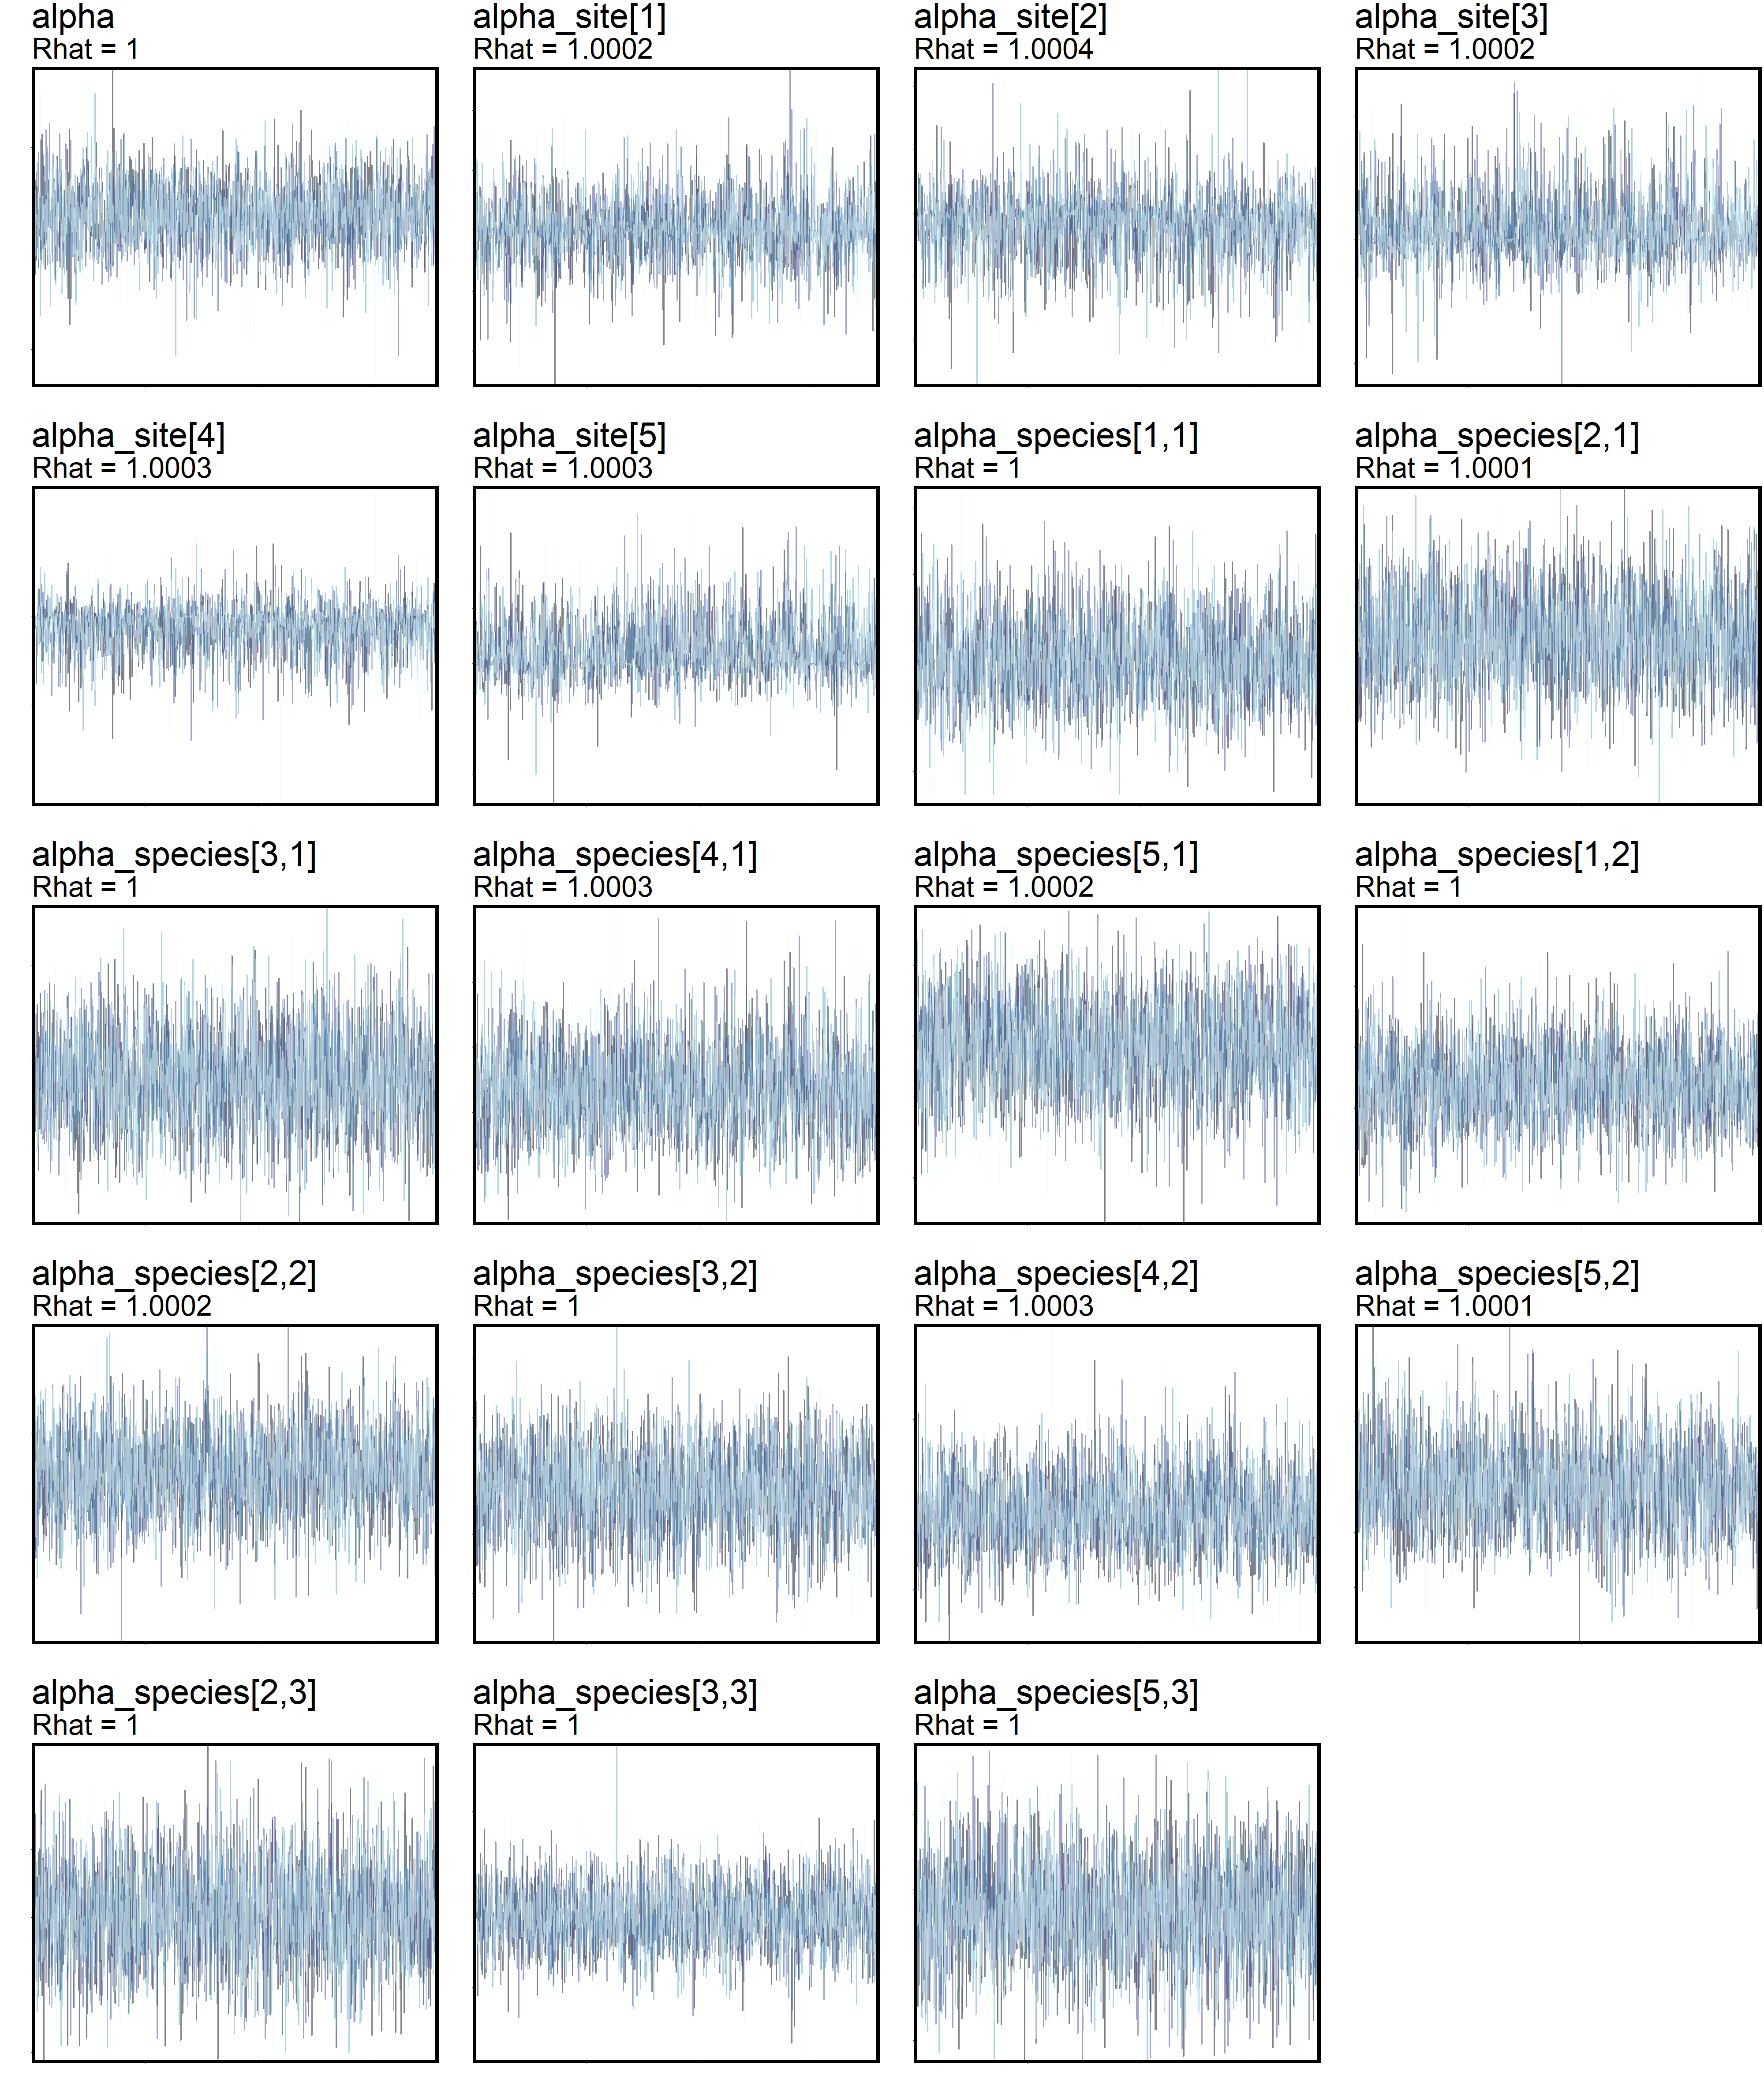 alpha
Rhat = 1
alpha_site[1]
Rhat = 1.0002
alpha_site[2]
Rhat = 1.0004
alpha_site[3]
Rhat = 1.0002
alpha_site[4]
Rhat = 1.0003
alpha_site[5]
Rhat = 1.0003
alpha_species[1,1]
Rhat = 1
alpha_species[2,1]
Rhat = 1.0001
alpha_species[3,1]
Rhat = 1
alpha_species[4,1]
Rhat = 1.0003
alpha_species[5,1]
Rhat = 1.0002
alpha_species[1,2]
Rhat = 1
alpha_species[2,2]
Rhat = 1.0002
alpha_species[3,2]
Rhat = 1
alpha_species[4,2]
Rhat = 1.0003
alpha_species[5,2]
Rhat = 1.0001
alpha_species[2,3]
Rhat = 1
alpha_species[3,3]
Rhat = 1
alpha_species[5,3]
Rhat = 1